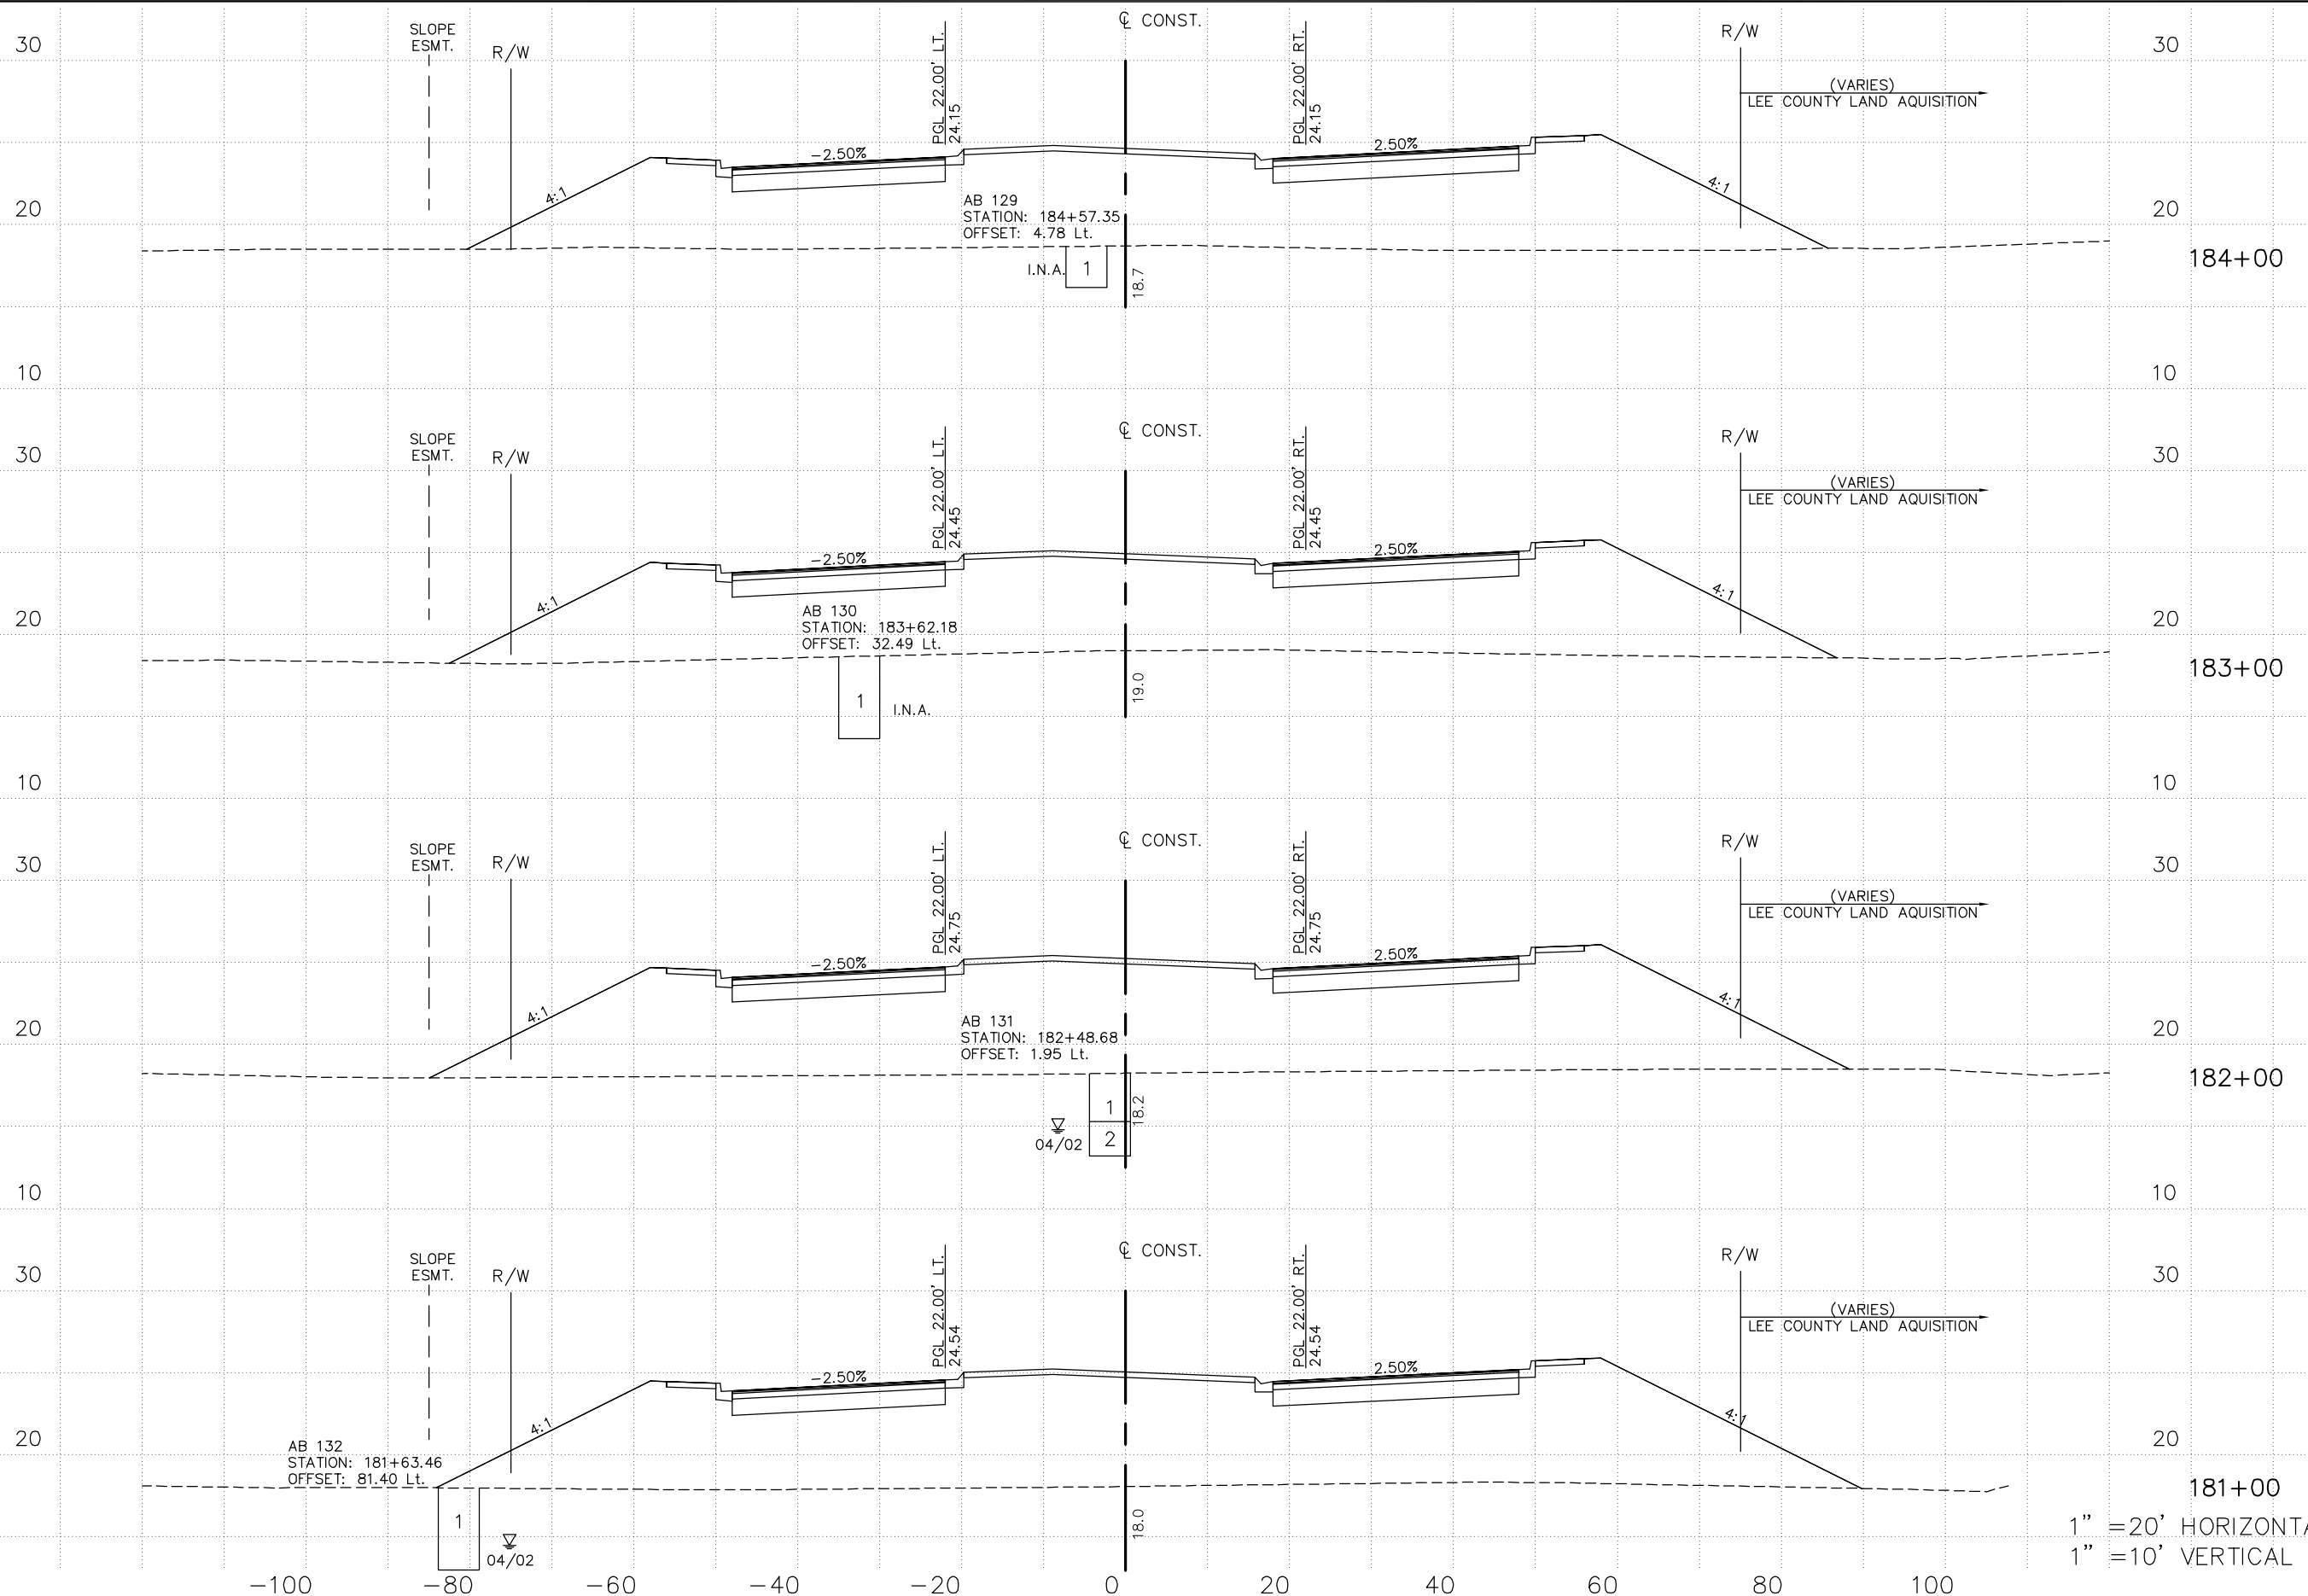 SLOPE
ESMT.
R/W
PGL 22.00' LT.
24.15
℄ CONST.
PGL 22.00' RT.
24.15
R/W
30
30
(VARIES)
LEE COUNTY LAND AQUISITION
-2.50%
2.50%
4:1
4:1
20
20
AB 129
STATION: 184+57.35
OFFSET: 4.78 Lt.
I.N.A.
1
18.7
184+00
10
10
SLOPE
ESMT.
R/W
PGL 22.00' LT.
24.45
℄ CONST.
PGL 22.00' RT.
24.45
R/W
30
30
(VARIES)
LEE COUNTY LAND AQUISITION
-2.50%
2.50%
4:1
4:1
20
20
AB 130
STATION: 183+62.18
OFFSET: 32.49 Lt.
1
I.N.A.
19.0
183+00
10
10
SLOPE
ESMT.
R/W
PGL 22.00' LT.
24.75
℄ CONST.
PGL 22.00' RT.
24.75
R/W
30
30
(VARIES)
LEE COUNTY LAND AQUISITION
-2.50%
2.50%
4:1
4:1
20
20
AB 131
STATION: 182+48.68
OFFSET: 1.95 Lt.
1
2
04/02
18.2
182+00
10
10
SLOPE
ESMT.
R/W
PGL 22.00' LT.
24.54
℄ CONST.
PGL 22.00' RT.
24.54
R/W
30
30
(VARIES)
LEE COUNTY LAND AQUISITION
-2.50%
2.50%
4:1
4:1
20
20
AB 132
STATION: 181+63.46
OFFSET: 81.40 Lt.
1
04/02
18.0
181+00
1" =20' HORIZONTA
1" =10' VERTICAL
-100 -80 -60 -40 -20 0 20 40 60 80 100